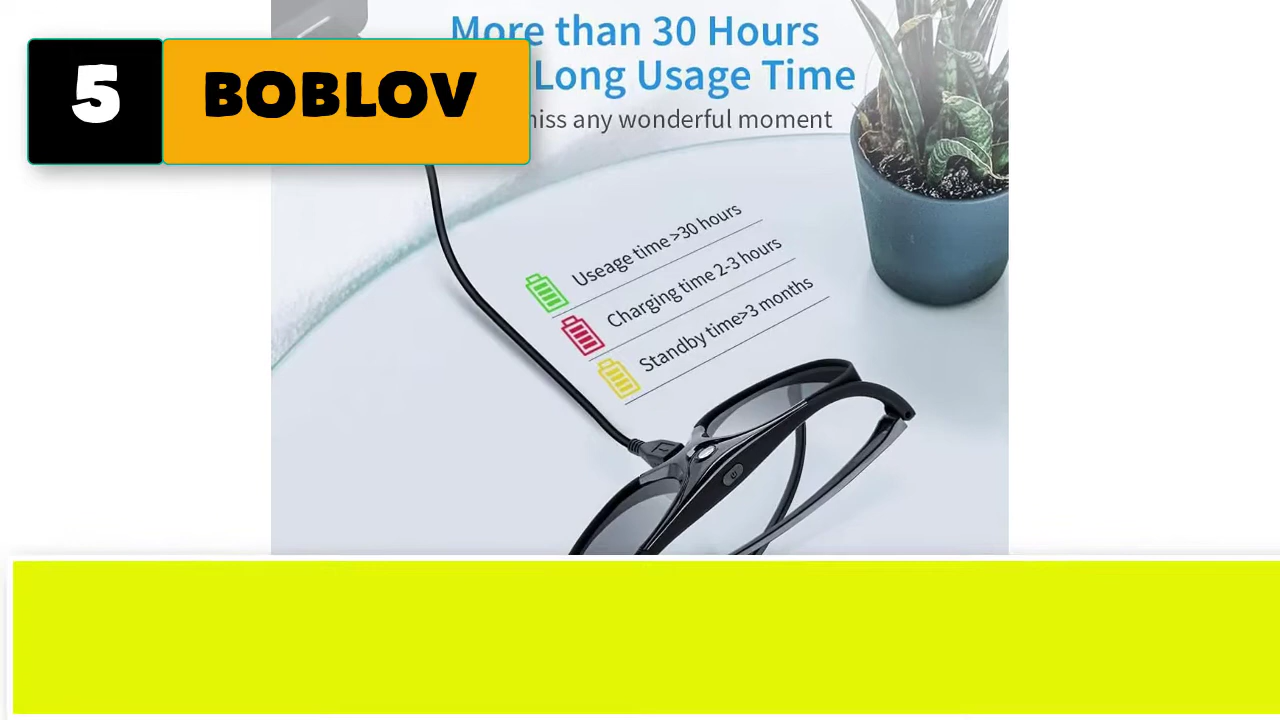 5 BOBLOV
More than 30 Hours
Long Usage Time
miss any wonderful moment
Useage time >30 hours
Charging time 2-3 hours
Standby time>3 months